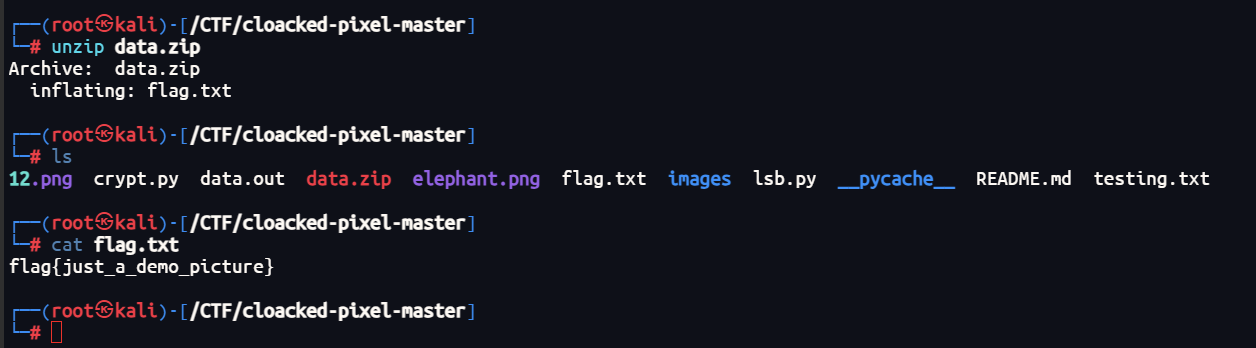 ┌──(root㉿kali)-[/CTF/cloacked-pixel-master]
└─# unzip data.zip
Archive:  data.zip
  inflating: flag.txt
┌──(root㉿kali)-[/CTF/cloacked-pixel-master]
└─# ls
12.png  crypt.py  data.out  data.zip  elephant.png  flag.txt  images  lsb.py  __pycache__  README.md  testing.txt
┌──(root㉿kali)-[/CTF/cloacked-pixel-master]
└─# cat flag.txt
flag{just_a_demo_picture}
┌──(root㉿kali)-[/CTF/cloacked-pixel-master]
└─#